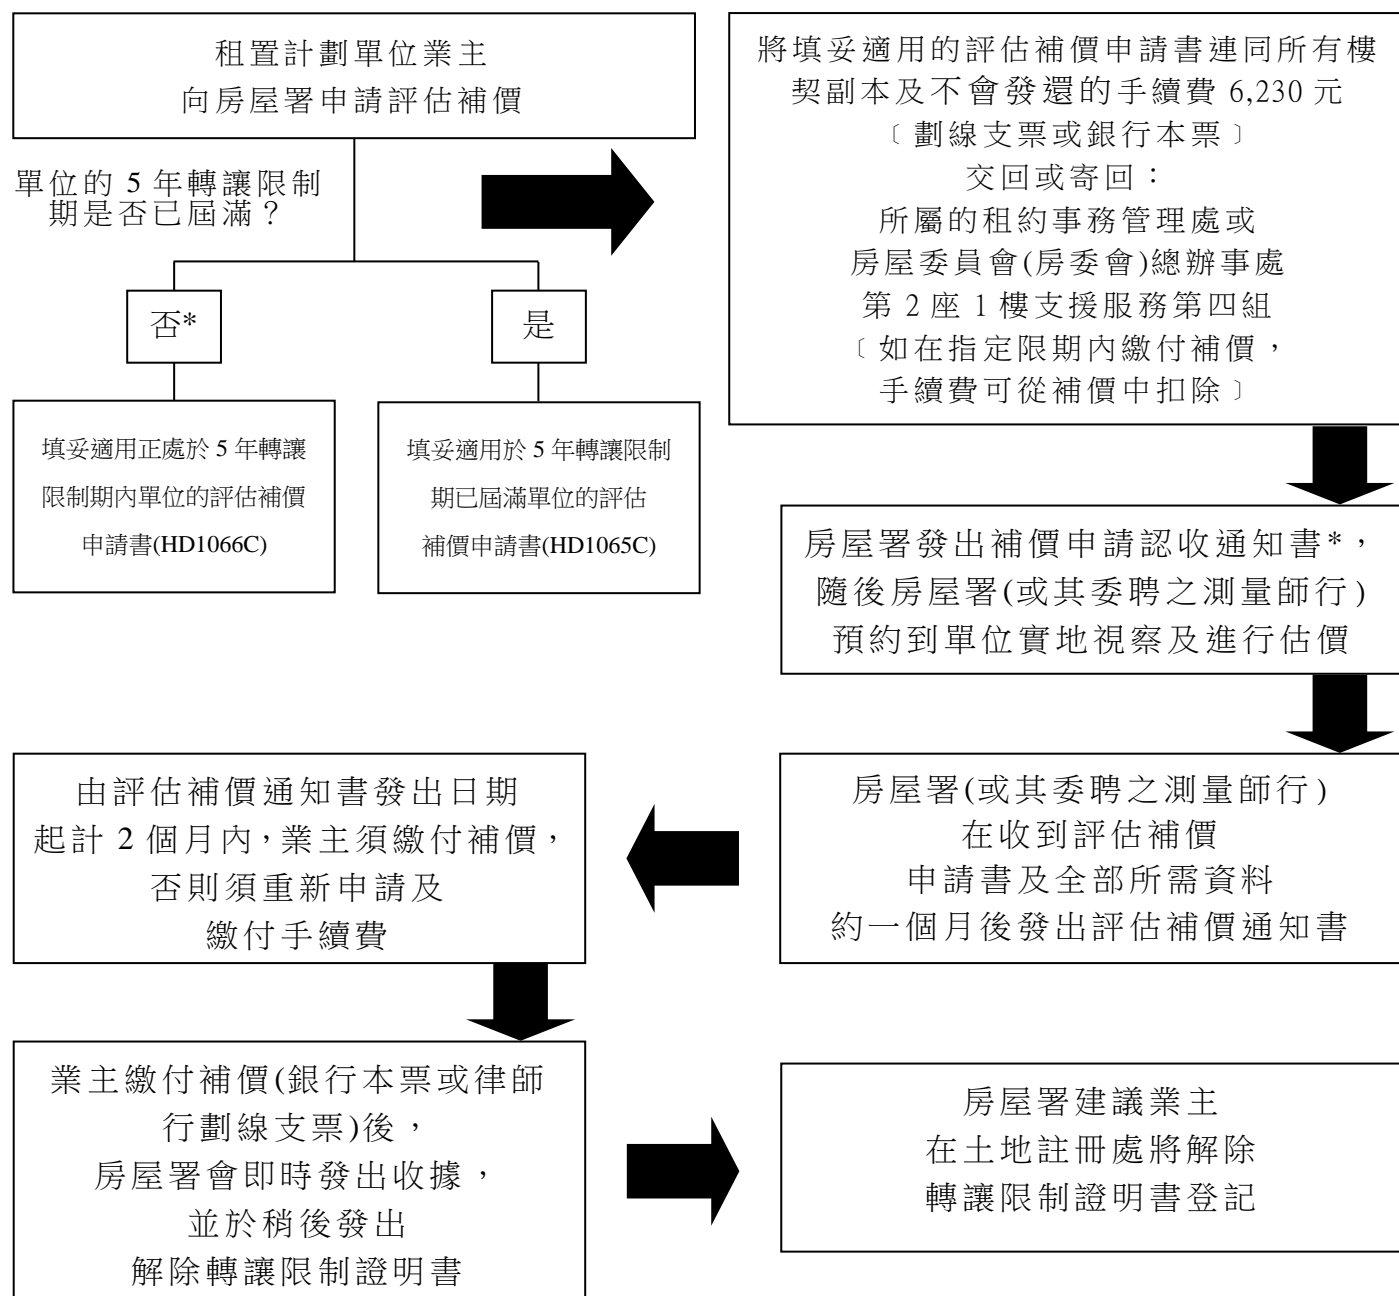 租置計劃單位業主
向房屋署申請評估補價
單位的 5 年轉讓限制
期是否已屆滿？
否*
是
填妥適用正處於 5 年轉讓
限制期內單位的評估補價
申請書(HD1066C)
填妥適用於 5 年轉讓限制
期已屆滿單位的評估
補價申請書(HD1065C)
將填妥適用的評估補價申請書連同所有樓
契副本及不會發還的手續費 6,230 元
﹝劃線支票或銀行本票﹞
交回或寄回：
所屬的租約事務管理處或
房屋委員會(房委會)總辦事處
第 2 座 1 樓支援服務第四組
﹝如在指定限期內繳付補價，
手續費可從補價中扣除﹞
房屋署發出補價申請認收通知書*，
隨後房屋署(或其委聘之測量師行)
預約到單位實地視察及進行估價
房屋署(或其委聘之測量師行)
在收到評估補價
申請書及全部所需資料
約一個月後發出評估補價通知書
由評估補價通知書發出日期
起計 2 個月內，業主須繳付補價，
否則須重新申請及
繳付手續費
業主繳付補價(銀行本票或律師
行劃線支票)後，
房屋署會即時發出收據，
並於稍後發出
解除轉讓限制證明書
房屋署建議業主
在土地註冊處將解除
轉讓限制證明書登記